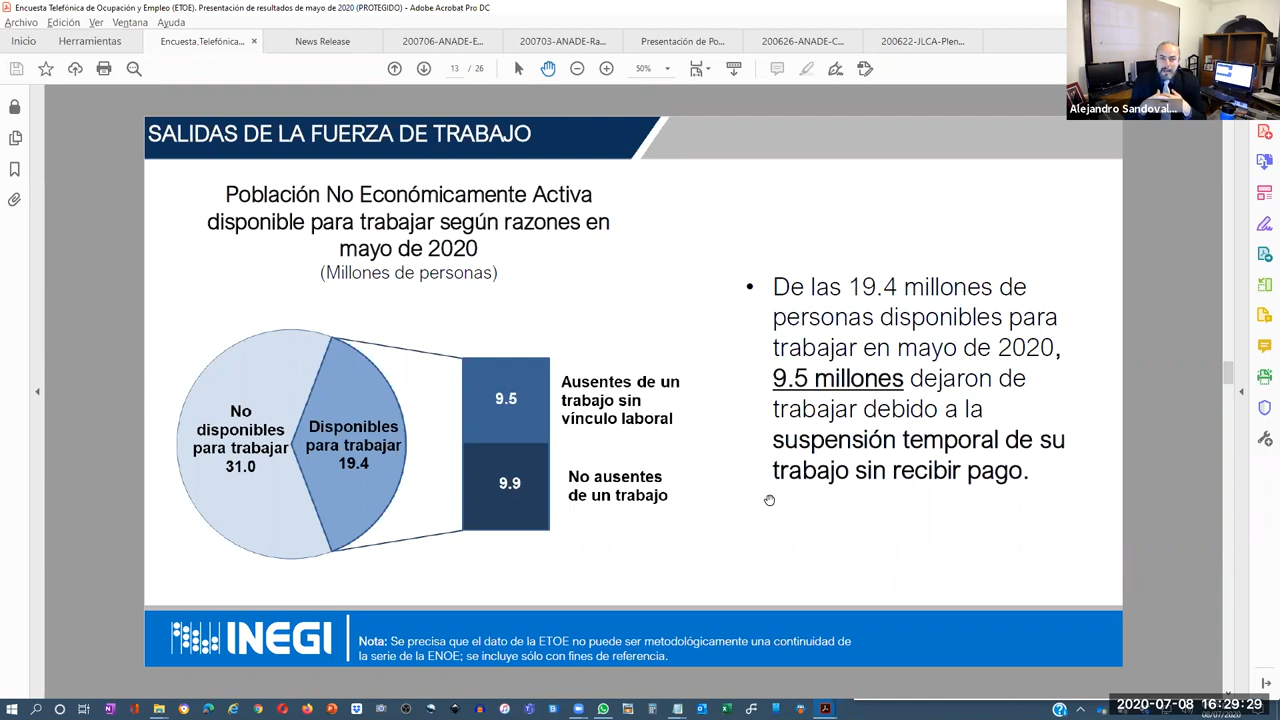 Encuesta Telefónica de Ocupación y Empleo (ETOE). Presentación de resultados de mayo de 2020 (PROTEGIDO) - Adobe Acrobat Pro DC
Archivo Edición Ver Ventana Ayuda
Inicio Herramientas Encuesta_Telefónica... × News Release 200706-ANADE-E... 200703-ANADE-Ra... Presentación de Po... 200626-ANADE-C... 200622-JLCA-Plen...
13 / 26 50%
Alejandro Sandoval...
SALIDAS DE LA FUERZA DE TRABAJO
Población No Económicamente Activa
disponible para trabajar según razones en
mayo de 2020
(Millones de personas)
No
disponibles
para trabajar
31.0
Disponibles
para trabajar
19.4
9.5
9.9
Ausentes de un
trabajo sin
vínculo laboral
No ausentes
de un trabajo
• De las 19.4 millones de
personas disponibles para
trabajar en mayo de 2020,
9.5 millones dejaron de
trabajar debido a la
suspensión temporal de su
trabajo sin recibir pago.
INEGI
Nota: Se precisa que el dato de la ETOE no puede ser metodológicamente una continuidad de
la serie de la ENOE; se incluye sólo con fines de referencia.
2020-07-08 16:29:29
08/07/2020